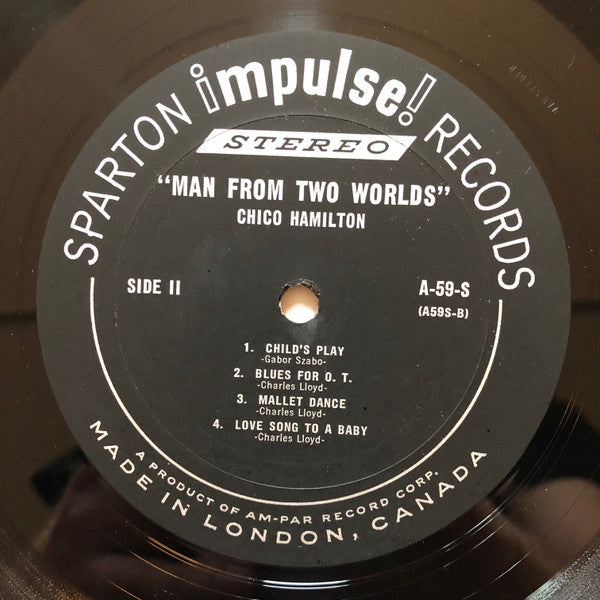 SPARTON impulse! RECORDS
STEREO
"MAN FROM TWO WORLDS"
CHICO HAMILTON
SIDE II
A-59-S
(A59S-B)
1. CHILD'S PLAY
-Gabor Szabo-
2. BLUES FOR O. T.
-Charles Lloyd-
3. MALLET DANCE
-Charles Lloyd-
4. LOVE SONG TO A BABY
-Charles Lloyd-
A PRODUCT OF AM-PAR RECORD CORP.
MADE IN LONDON, CANADA